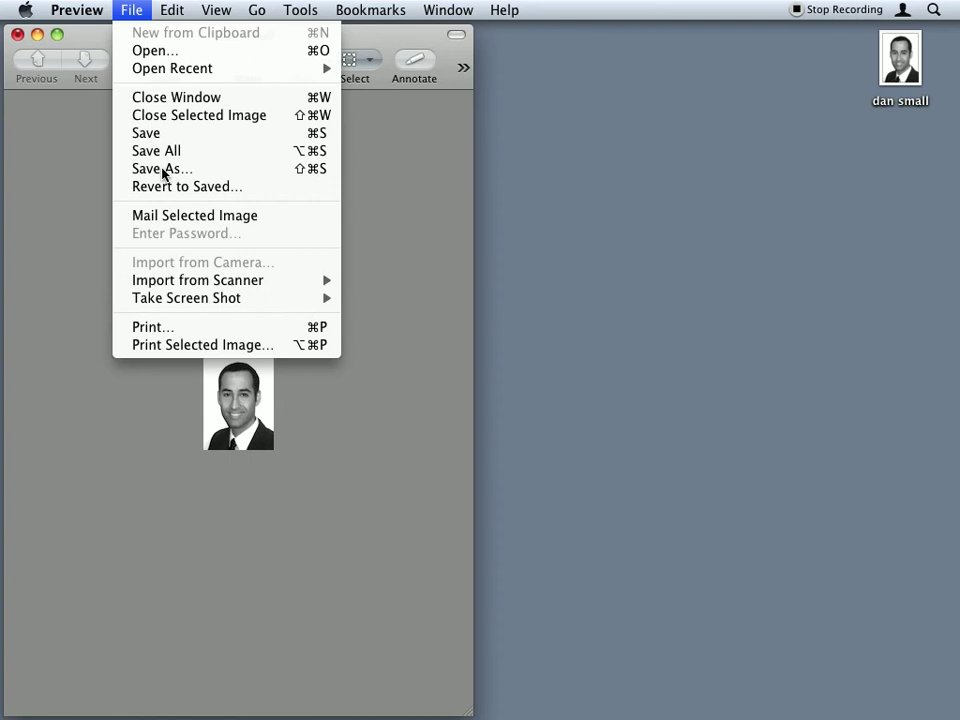 Preview File Edit View Go Tools Bookmarks Window Help Stop Recording
New from Clipboard ⌘N
Open... ⌘O
Open Recent
Close Window ⌘W
Close Selected Image ⇧⌘W
Save ⌘S
Save All ⌥⌘S
Save As... ⇧⌘S
Revert to Saved...
Mail Selected Image
Enter Password...
Import from Camera...
Import from Scanner
Take Screen Shot
Print... ⌘P
Print Selected Image... ⌥⌘P
Previous Next Select Annotate
dan small